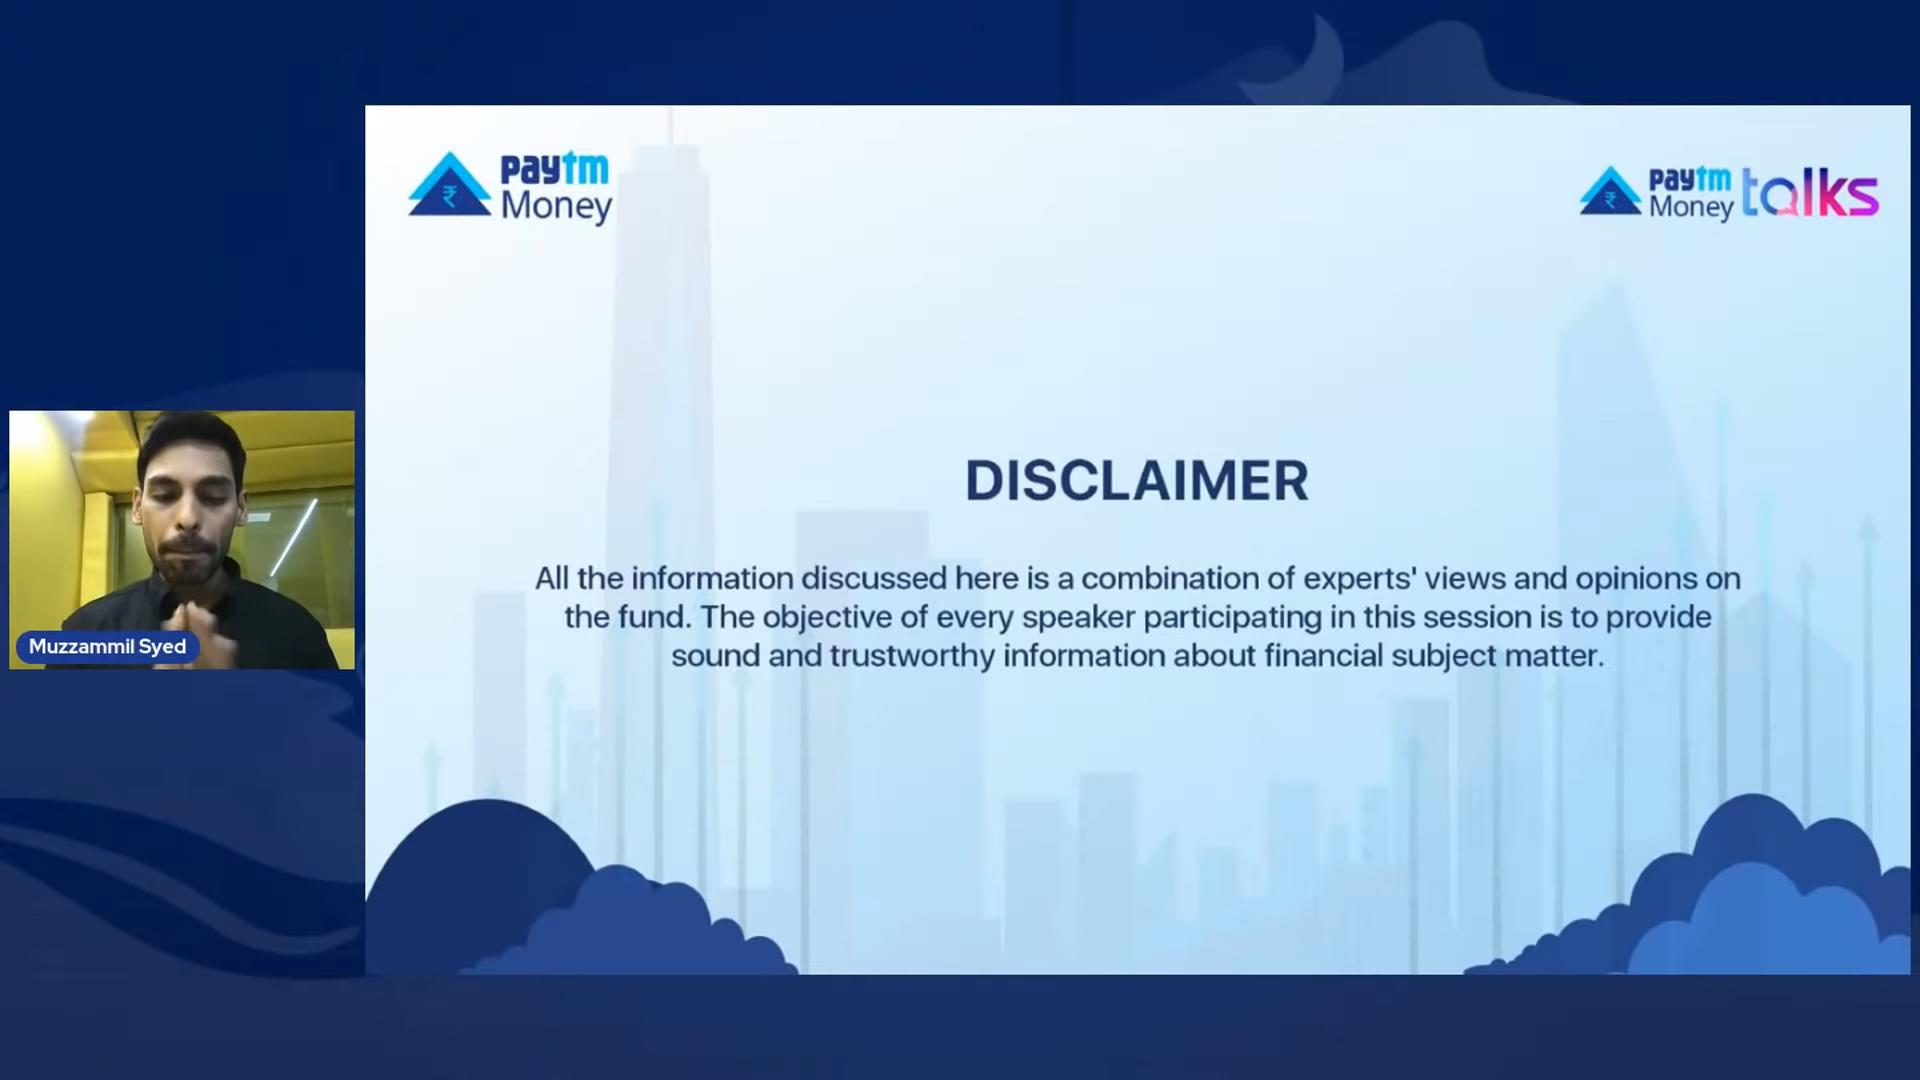 paytm
Money
paytm
Money talks
DISCLAIMER
All the information discussed here is a combination of experts' views and opinions on
the fund. The objective of every speaker participating in this session is to provide
sound and trustworthy information about financial subject matter.
Muzzammil Syed